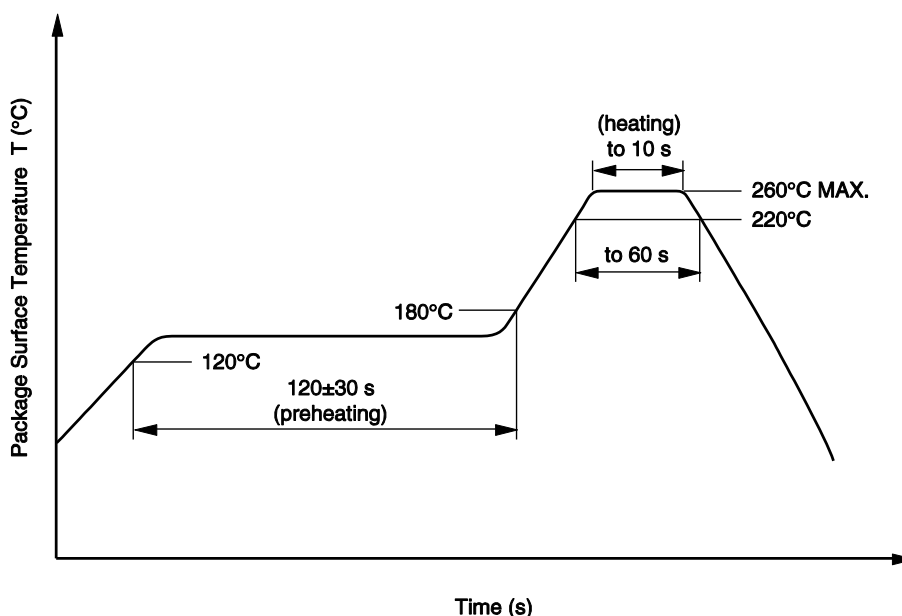 Package Surface Temperature T (°C)
(heating)
to 10 s
260°C MAX.
220°C
to 60 s
180°C
120°C
120±30 s
(preheating)
Time (s)